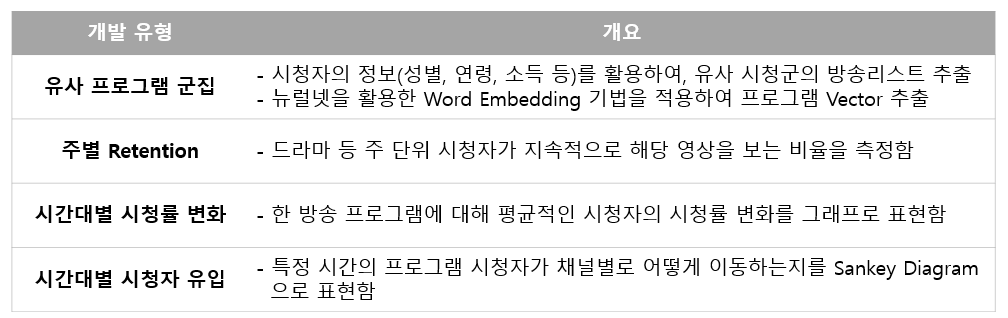 개발 유형 개요
유사 프로그램 군집
- 시청자의 정보(성별, 연령, 소득 등)를 활용하여, 유사 시청군의 방송리스트 추출
- 뉴럴넷을 활용한 Word Embedding 기법을 적용하여 프로그램 Vector 추출
주별 Retention
- 드라마 등 주 단위 시청자가 지속적으로 해당 영상을 보는 비율을 측정함
시간대별 시청률 변화
- 한 방송 프로그램에 대해 평균적인 시청자의 시청률 변화를 그래프로 표현함
시간대별 시청자 유입
- 특정 시간의 프로그램 시청자가 채널별로 어떻게 이동하는지를 Sankey Diagram
으로 표현함